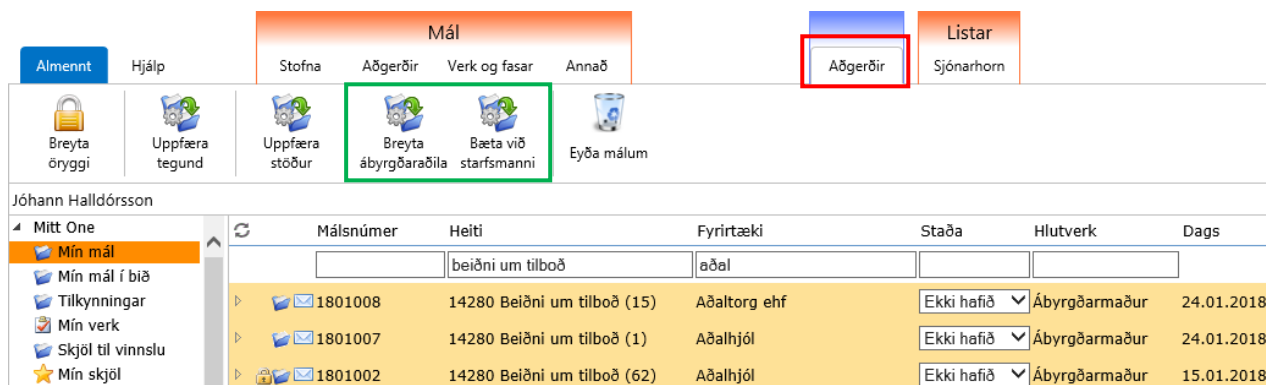 Mál
Listar
Almennt Hjálp Stofna Aðgerðir Verk og fasar Annað Aðgerðir Sjónarhorn
Breyta öryggi
Uppfæra tegund
Uppfæra stöður
Breyta ábyrgðaraðila
Bæta við starfsmanni
Eyða málum
Jóhann Halldórsson
Mitt One
Mín mál
Mín mál í bið
Tilkynningar
Mín verk
Skjöl til vinnslu
Mín skjöl
Málsnúmer Heiti Fyrirtæki Staða Hlutverk Dags
beiðni um tilboð aðal
1801008 14280 Beiðni um tilboð (15) Aðaltorg ehf Ekki hafið Ábyrgðarmaður 24.01.2018
1801007 14280 Beiðni um tilboð (1) Aðalhjól Ekki hafið Ábyrgðarmaður 24.01.2018
1801002 14280 Beiðni um tilboð (62) Aðalhjól Ekki hafið Ábyrgðarmaður 15.01.2018